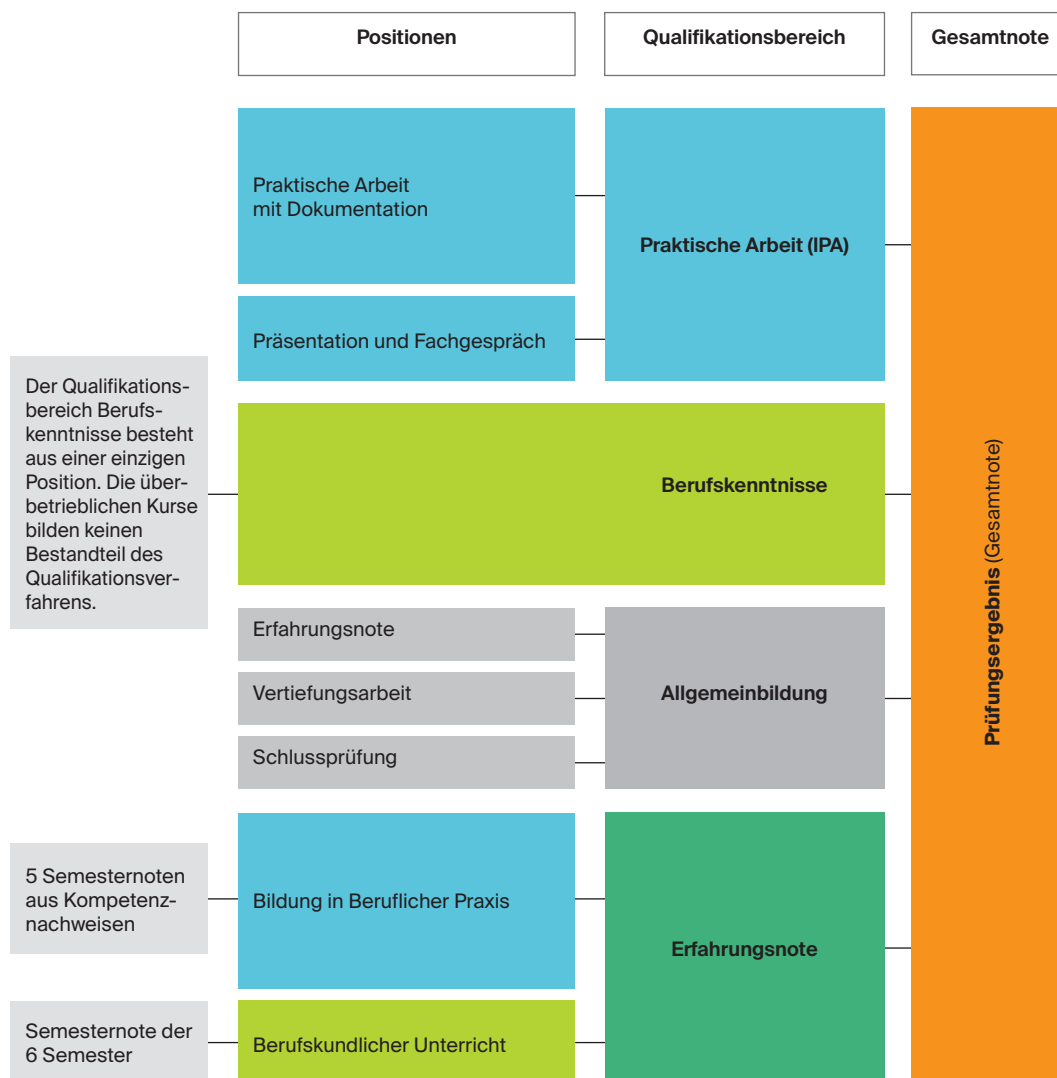 Positionen
Qualifikationsbereich
Gesamtnote
Praktische Arbeit
mit Dokumentation
Praktische Arbeit (IPA)
Präsentation und Fachgespräch
Der Qualifikations-
bereich Berufs-
kenntnisse besteht
aus einer einzigen
Position. Die über-
betrieblichen Kurse
bilden keinen
Bestandteil des
Qualifikationsver-
fahrens.
Berufskenntnisse
Prüfungsergebnis (Gesamtnote)
Erfahrungsnote
Vertiefungsarbeit
Allgemeinbildung
Schlussprüfung
5 Semesternoten
aus Kompetenz-
nachweisen
Bildung in Beruflicher Praxis
Erfahrungsnote
Semesternote der
6 Semester
Berufskundlicher Unterricht